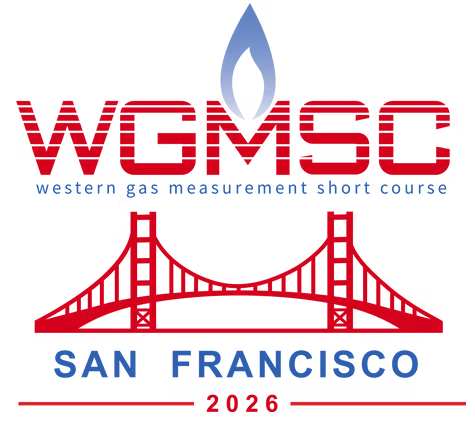 WGMSC
western gas measurement short course
SAN FRANCISCO
2026